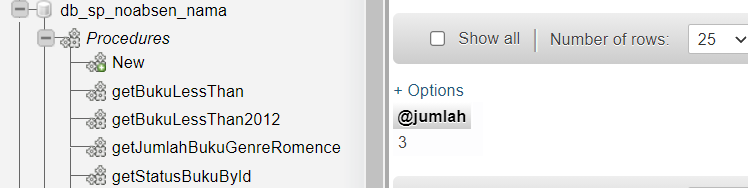 db_sp_noabsen_nama
Procedures
New
getBukuLessThan
getBukuLessThan2012
getJumlahBukuGenreRomence
getStatusBukuById
Show all
Number of rows:
25
+ Options
@jumlah
3